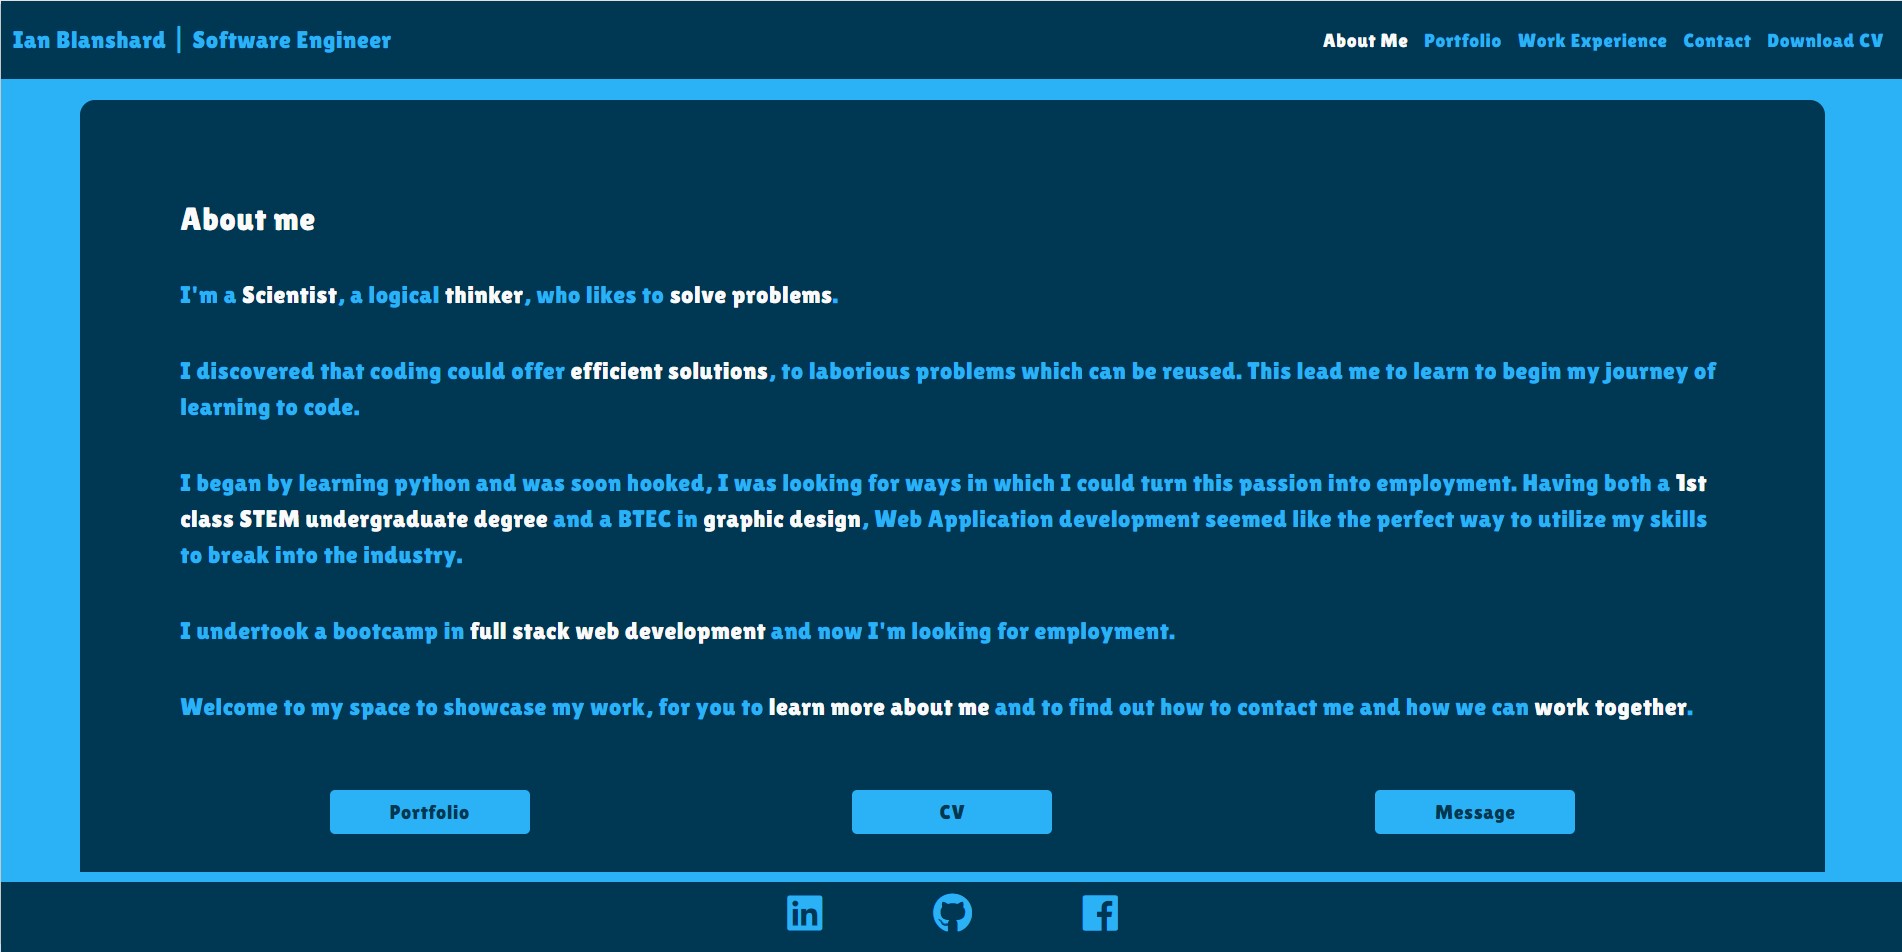 Ian Blanshard | Software Engineer
About Me Portfolio Work Experience Contact Download CV
About me
I'm a Scientist, a logical thinker, who likes to solve problems.
I discovered that coding could offer efficient solutions, to laborious problems which can be reused. This lead me to learn to begin my journey of
learning to code.
I began by learning python and was soon hooked, I was looking for ways in which I could turn this passion into employment. Having both a 1st
class STEM undergraduate degree and a BTEC in graphic design, Web Application development seemed like the perfect way to utilize my skills
to break into the industry.
I undertook a bootcamp in full stack web development and now I'm looking for employment.
Welcome to my space to showcase my work, for you to learn more about me and to find out how to contact me and how we can work together.
Portfolio
CV
Message
in